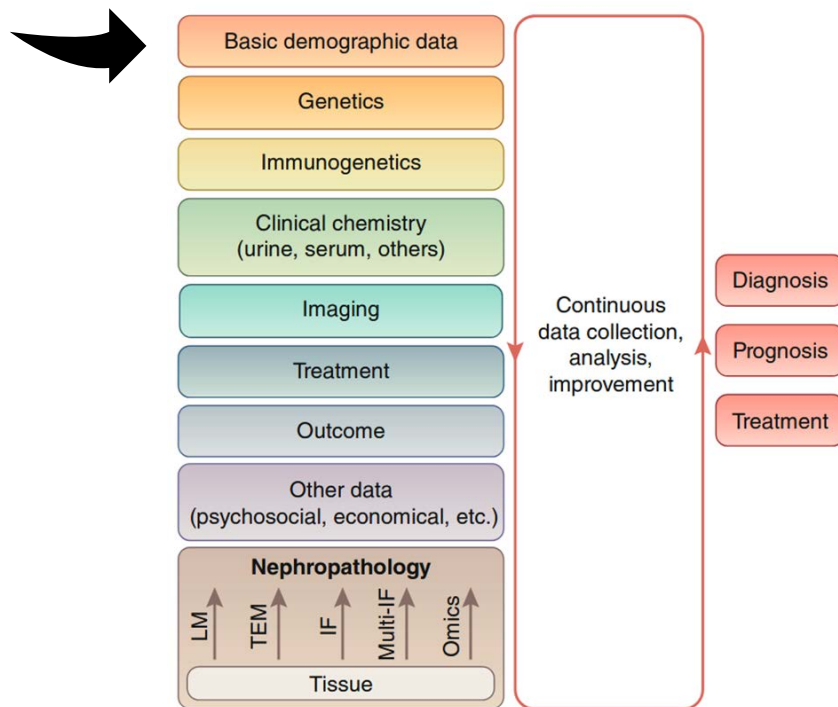 Basic demographic data
Genetics
Immunogenetics
Clinical chemistry
(urine, serum, others)
Imaging
Treatment
Outcome
Other data
(psychosocial, economical, etc.)
Nephropathology
LM
TEM
IF
Multi-IF
Omics
Tissue
Continuous
data collection,
analysis,
improvement
Diagnosis
Prognosis
Treatment